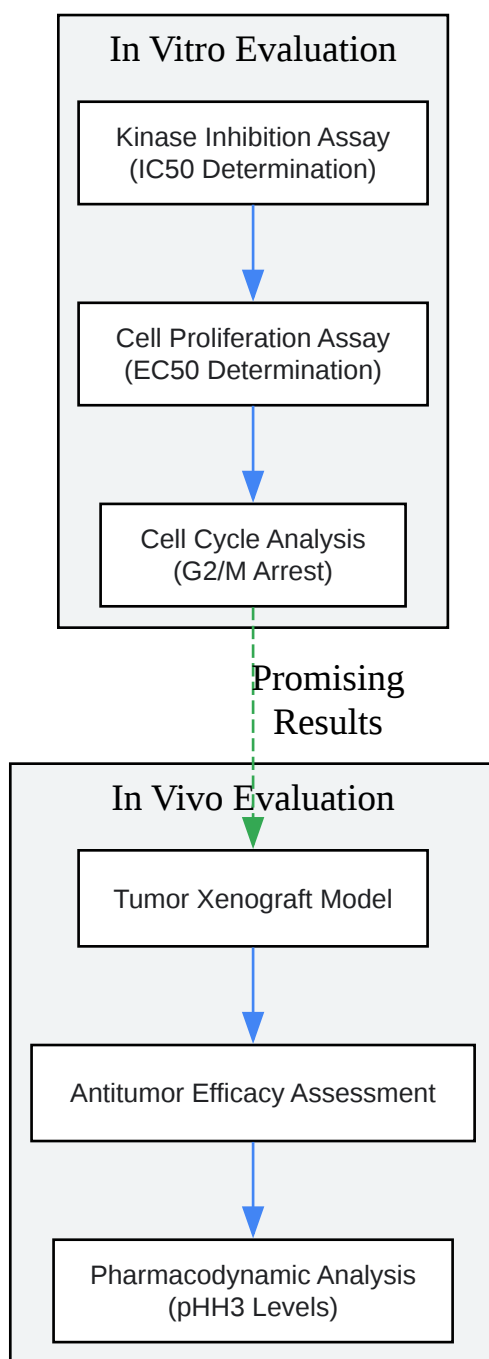 In Vitro Evaluation
Kinase Inhibition Assay
(IC50 Determination)
Cell Proliferation Assay
(EC50 Determination)
Cell Cycle Analysis
(G2/M Arrest)
Promising
Results
In Vivo Evaluation
Tumor Xenograft Model
Antitumor Efficacy Assessment
Pharmacodynamic Analysis
(pHH3 Levels)